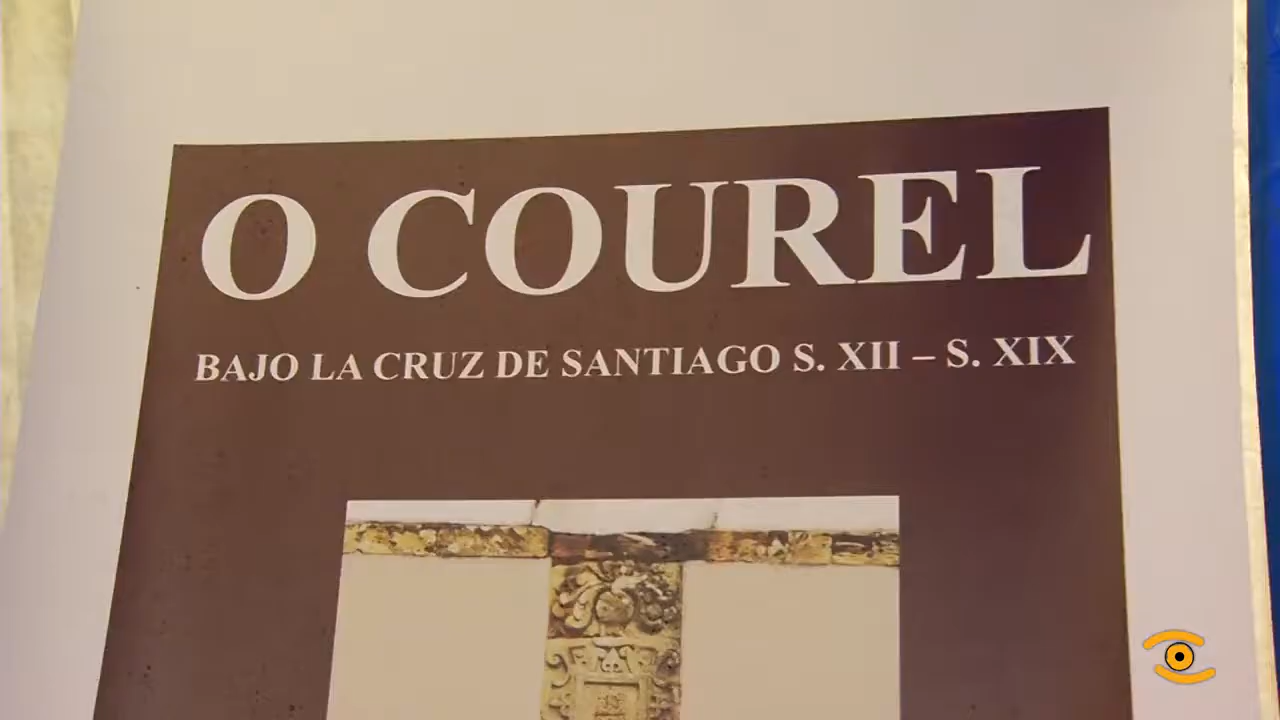 O COUREL
BAJO LA CRUZ DE SANTIAGO S. XII – S. XIX